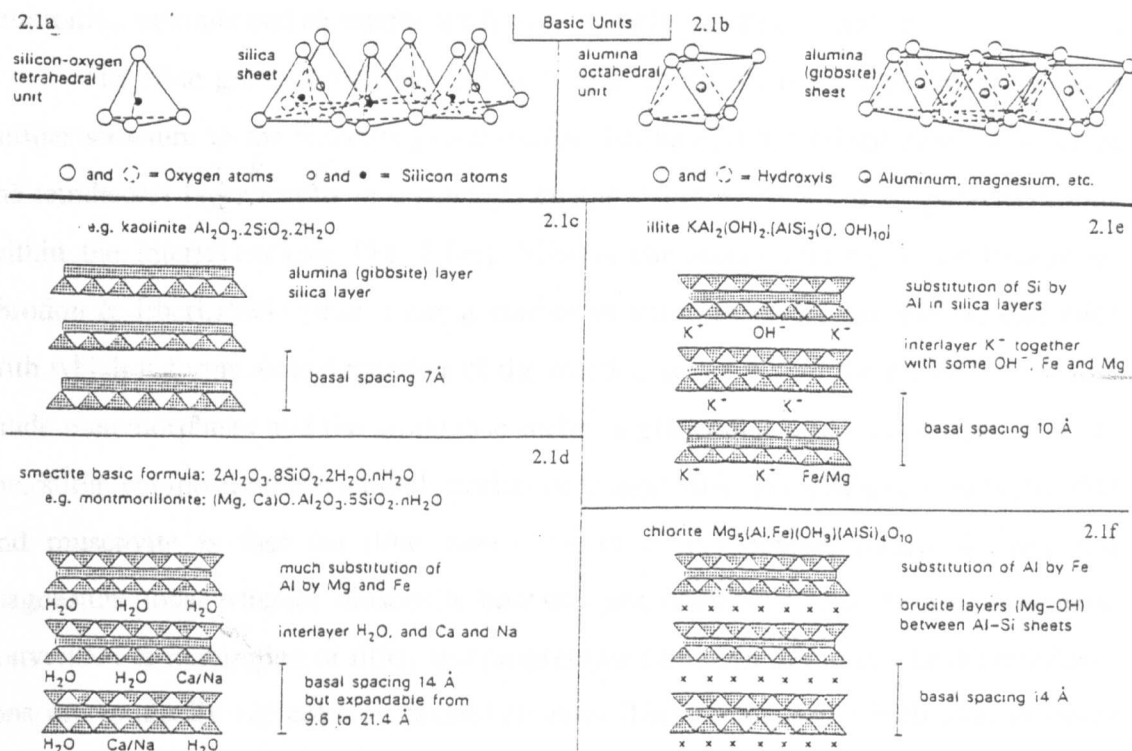 2.1a
Basic Units
2.1b
silicon-oxygen
tetrahedral
unit
silica
sheet
alumina
octahedral
unit
alumina
(gibbsite)
sheet
and = Oxygen atoms
and = Silicon atoms
and = Hydroxyls
Aluminum, magnesium, etc.
2.1c
e.g. kaolinite Al₂O₃.2SiO₂.2H₂O
alumina (gibbsite) layer
silica layer
basal spacing 7Å
2.1d
smectite basic formula: 2Al₂O₃.8SiO₂.2H₂O.nH₂O
e.g. montmorillonite: (Mg, Ca)O.Al₂O₃.5SiO₂.nH₂O
much substitution of
Al by Mg and Fe
H₂O H₂O H₂O
interlayer H₂O, and Ca and Na
H₂O H₂O Ca/Na
basal spacing 14 Å
but expandable from
9.6 to 21.4 Å
H₂O Ca/Na H₂O
2.1e
illite KAl₂(OH)₂.[AlSi₃(O, OH)₁₀]
substitution of Si by
Al in silica layers
K⁻ OH⁻ K⁻
interlayer K⁻ together
with some OH⁻, Fe and Mg
K⁻ K⁻
basal spacing 10 Å
K⁻ K⁻ Fe/Mg
2.1f
chlorite Mg₅(Al,Fe)(OH₃)(AlSi)₄O₁₀
substitution of Al by Fe
x x x x x x x
brucite layers (Mg-OH)
between Al-Si sheets
x x x x x x x
basal spacing 14 Å
x x x x x x x